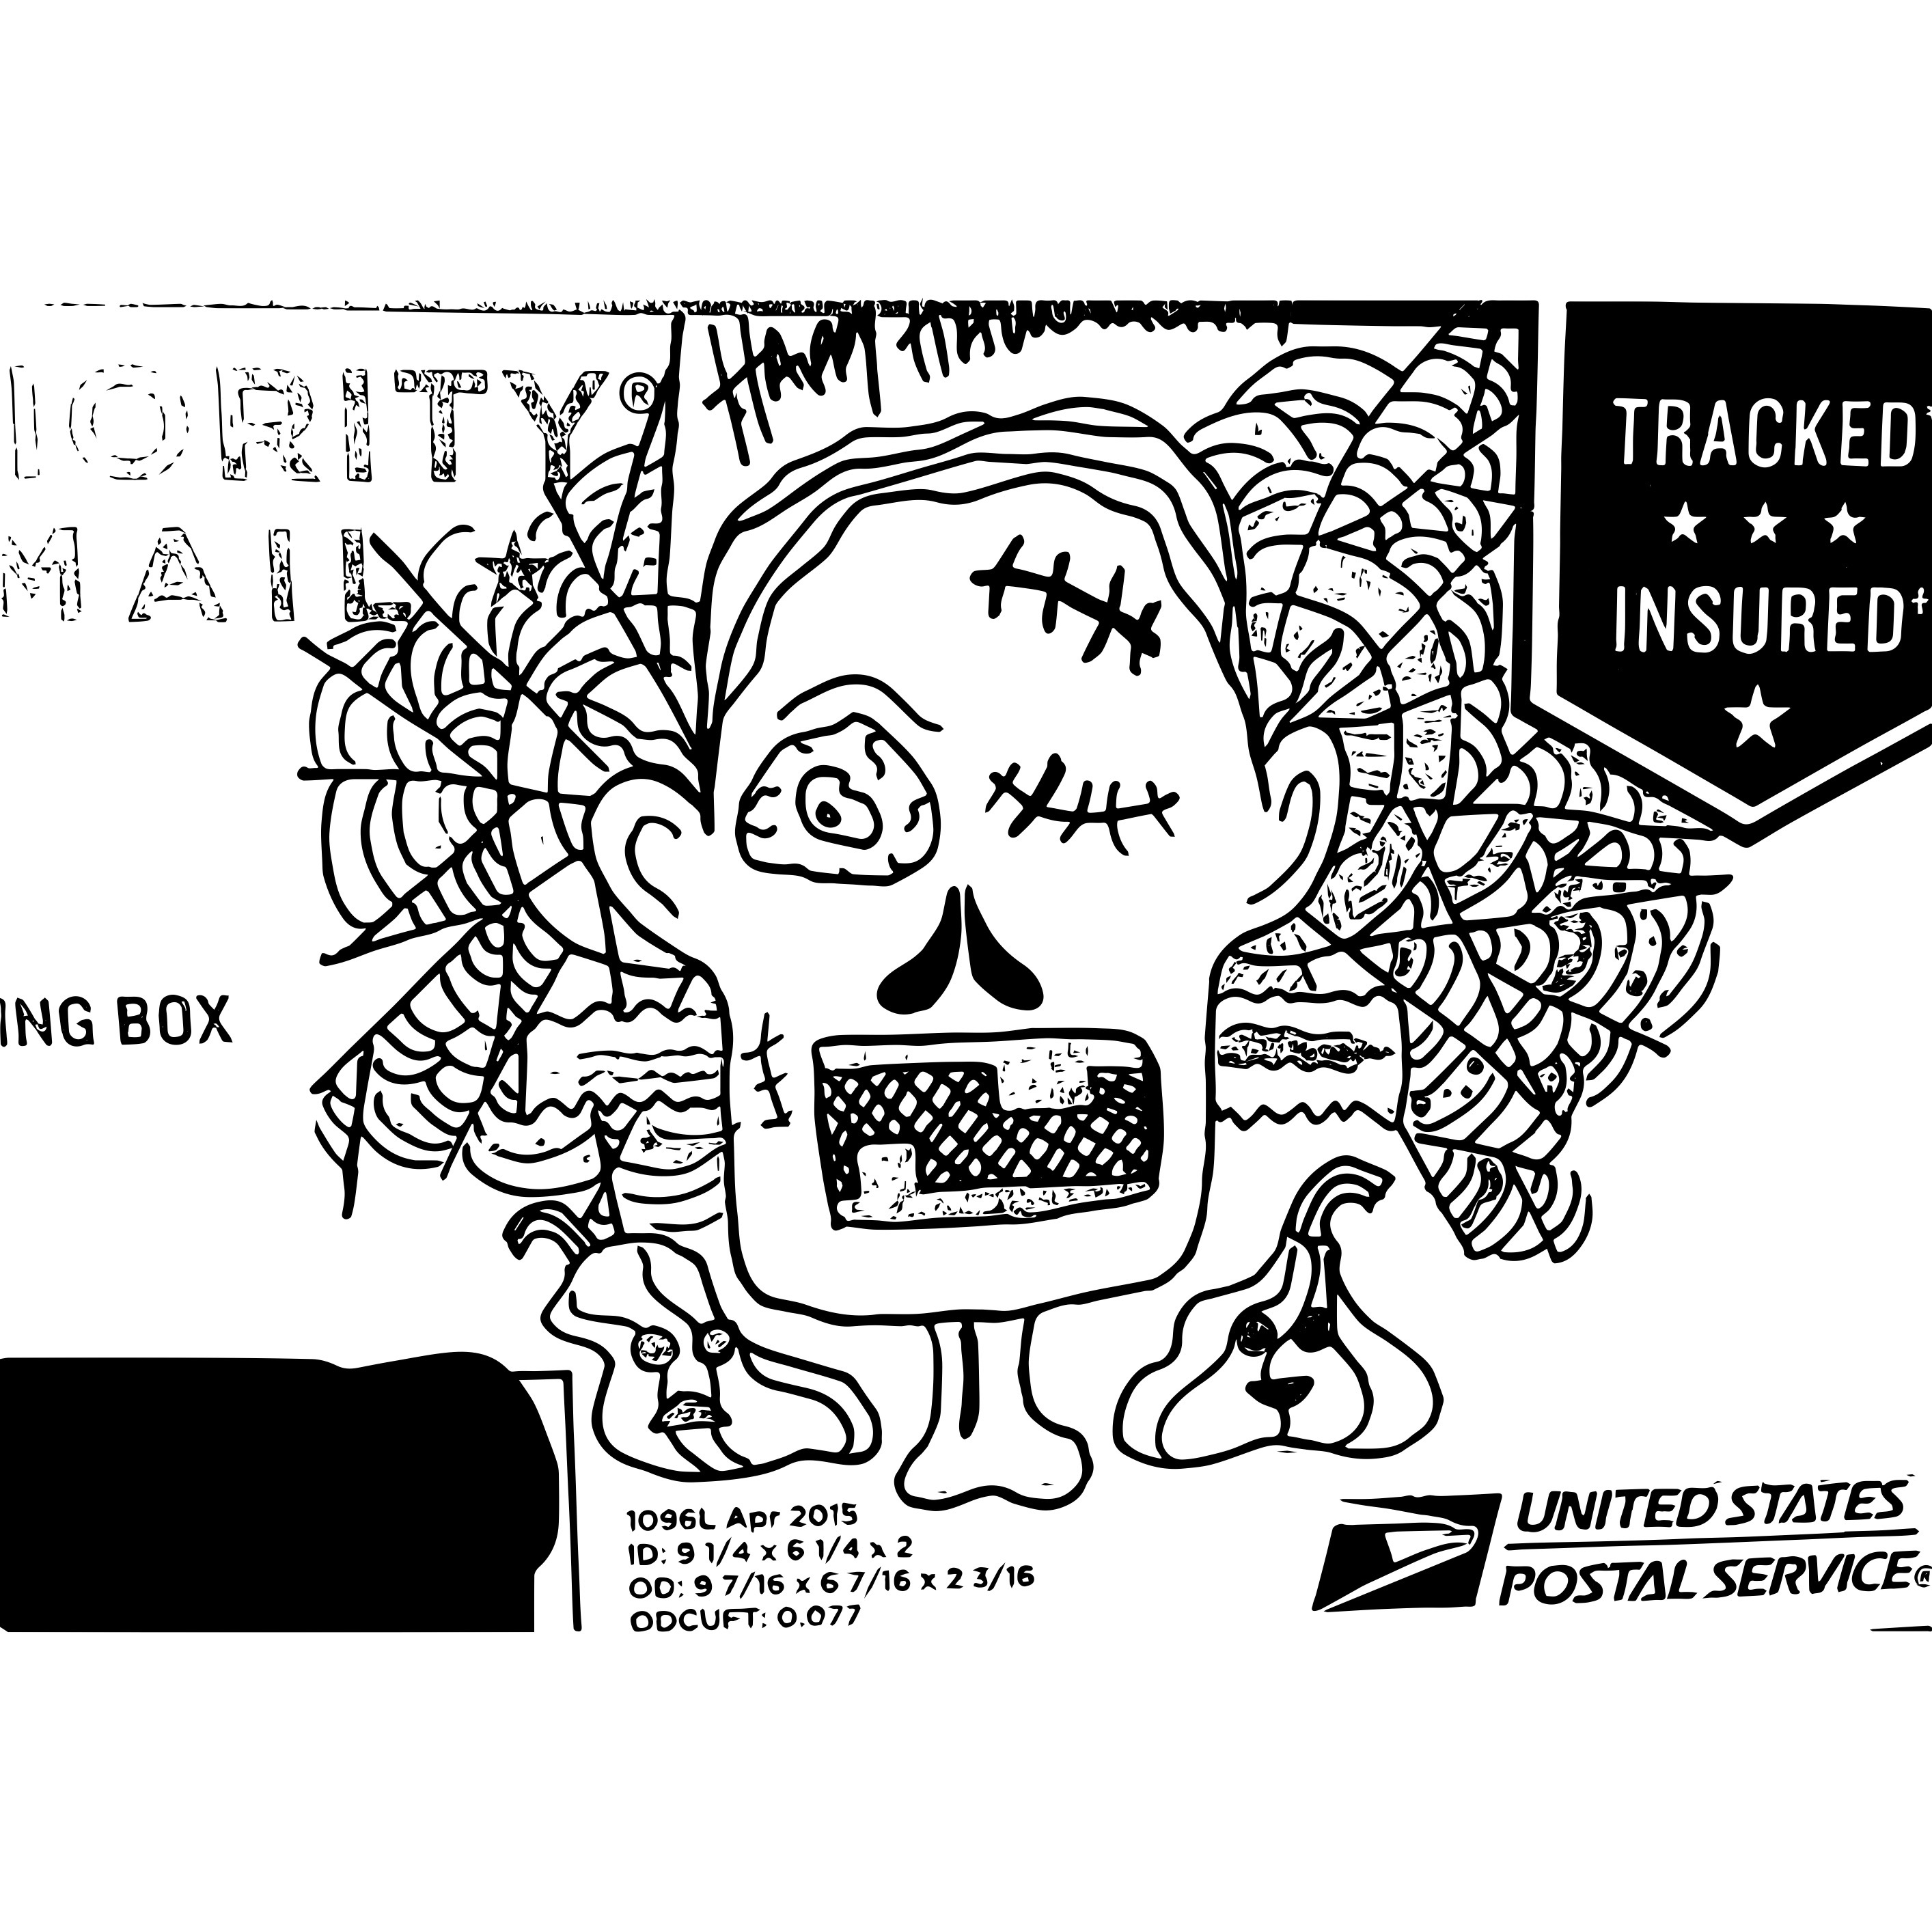 IORITY®
MAIL
TRACKED
★ ★ ★
INSURED†
★
ING BOX
1096L Apr 2015
ID: 9 1/4 x 6 1/4 x 2
OD: 9 7/16 x 6 7/16 x 2 3/16
ODCUFT: 0.077
UNITED STATES
POSTAL SERVICE®